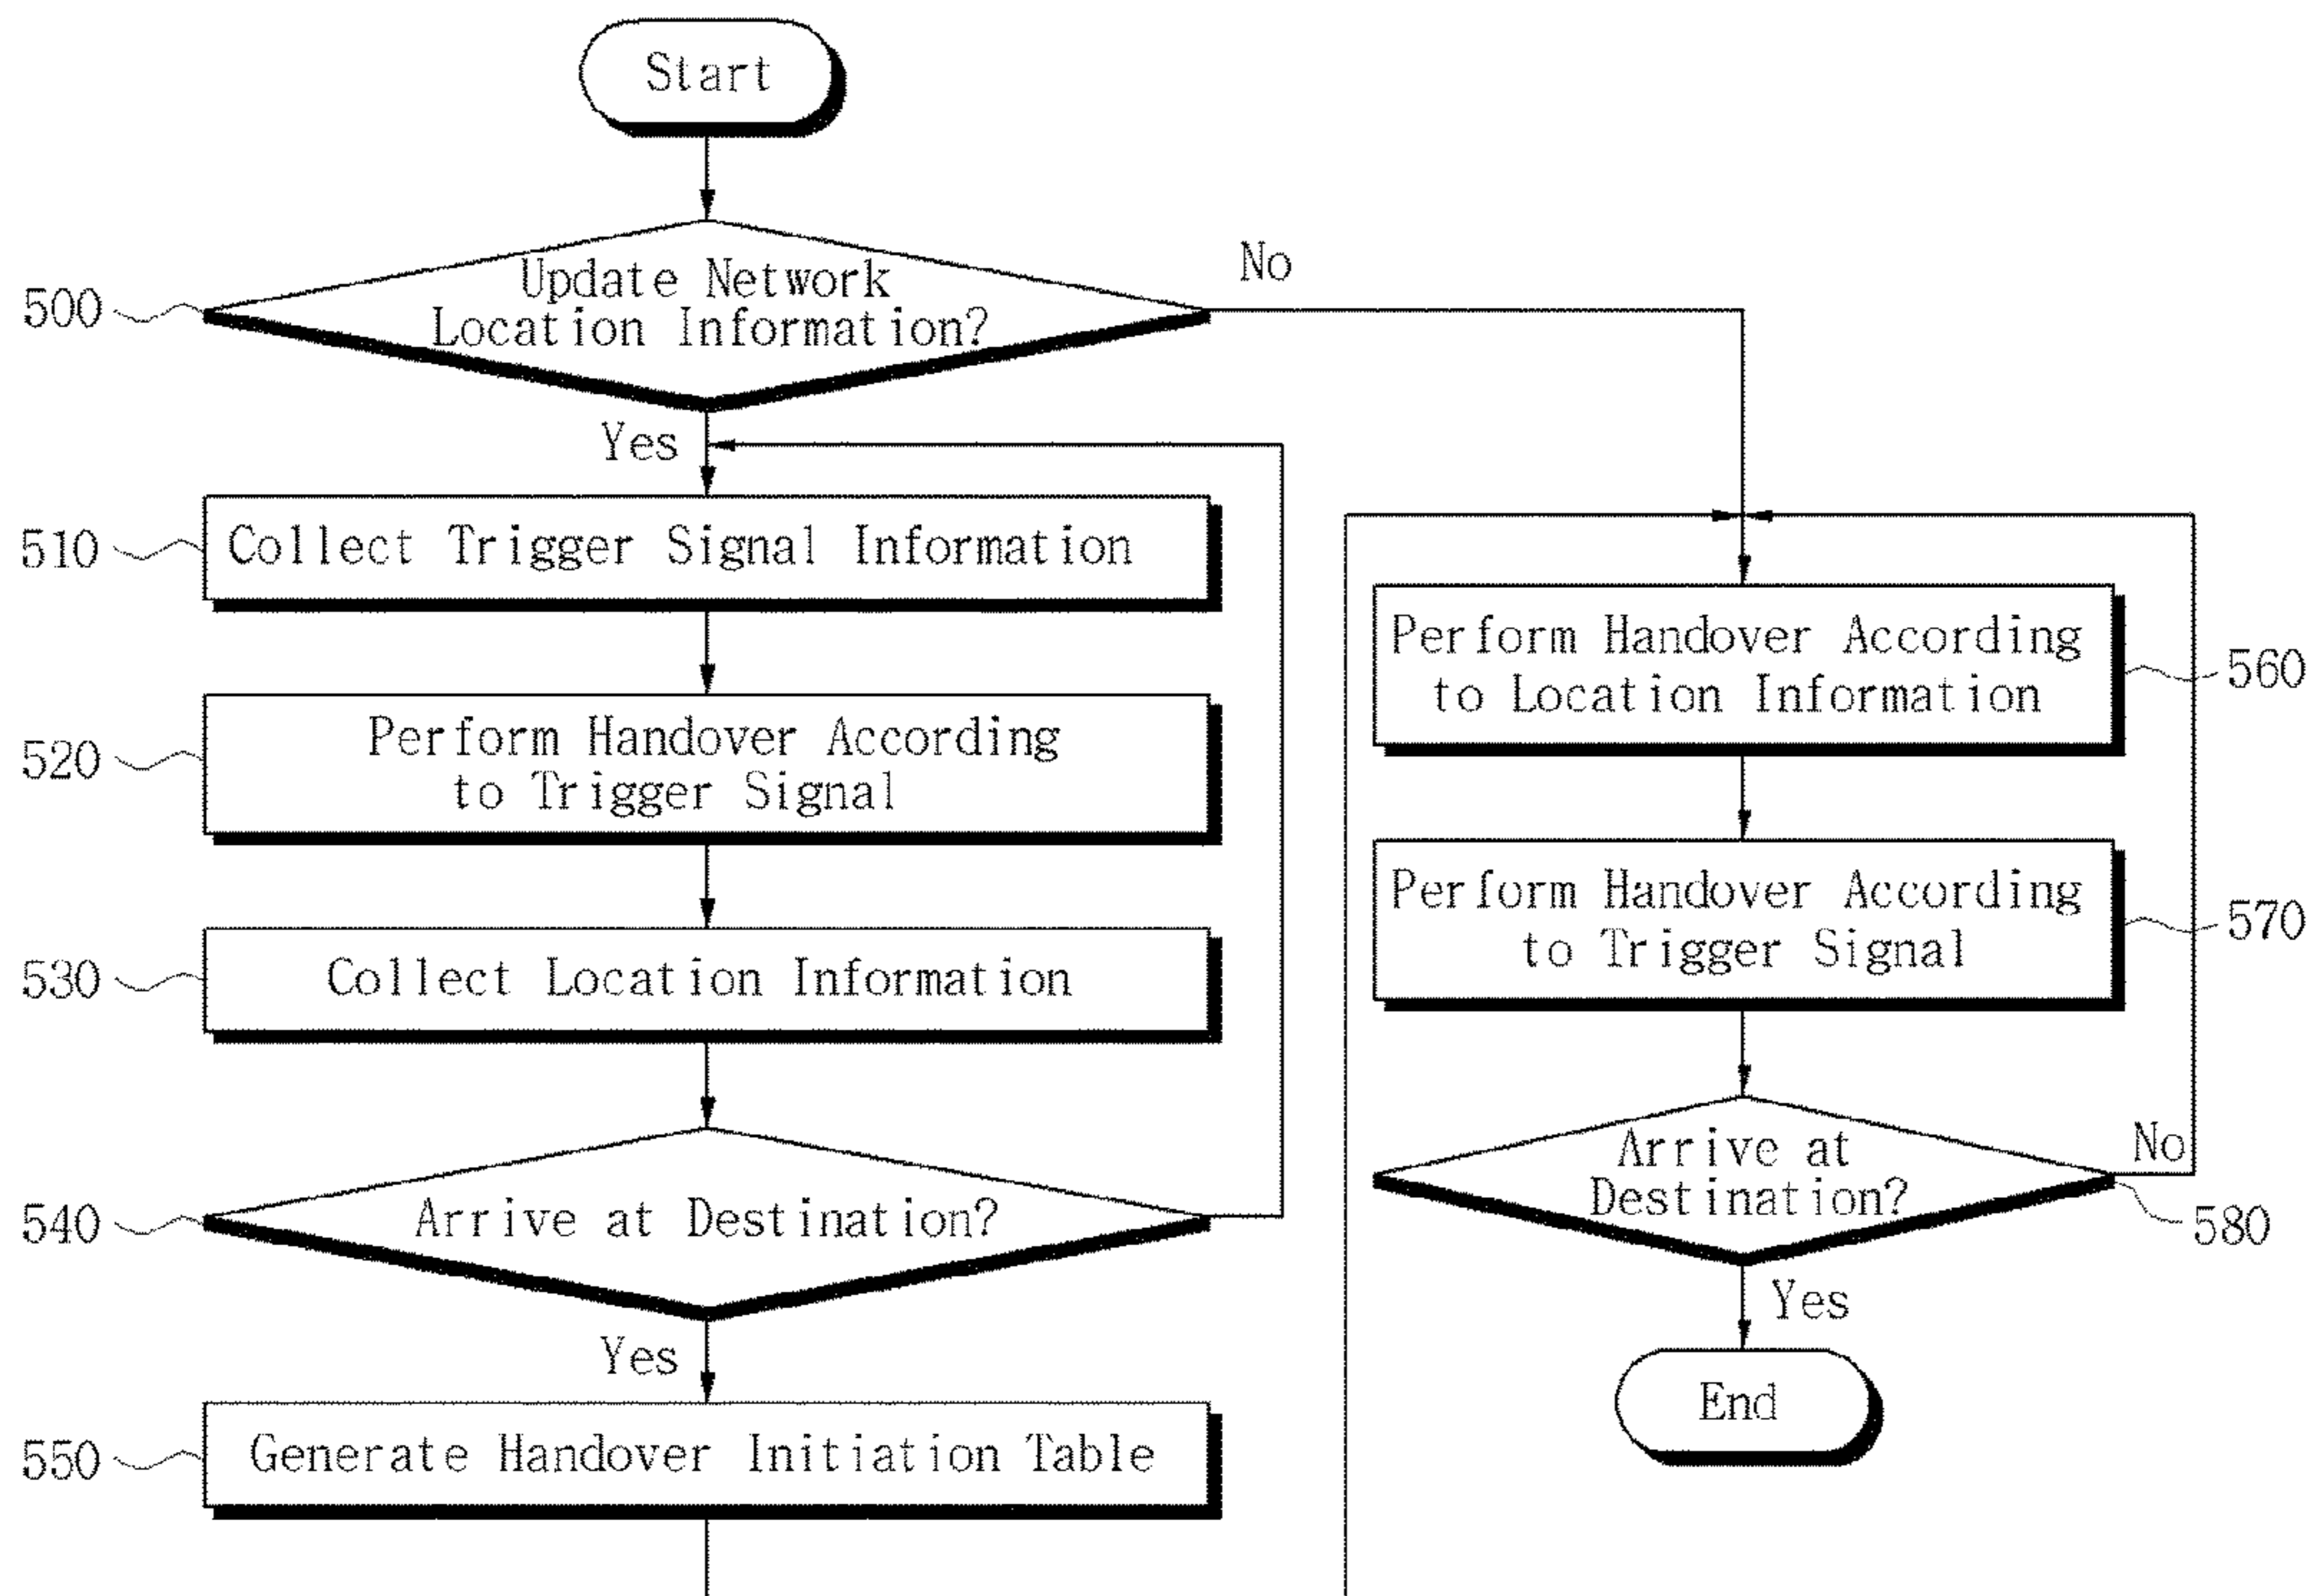 Start
500
Update Network
Location Information?
No
Yes
510
Collect Trigger Signal Information
520
Perform Handover According
to Trigger Signal
530
Collect Location Information
540
Arrive at Destination?
Yes
550
Generate Handover Initiation Table
Perform Handover According
to Location Information
560
Perform Handover According
to Trigger Signal
570
Arrive at
Destination?
No
580
Yes
End